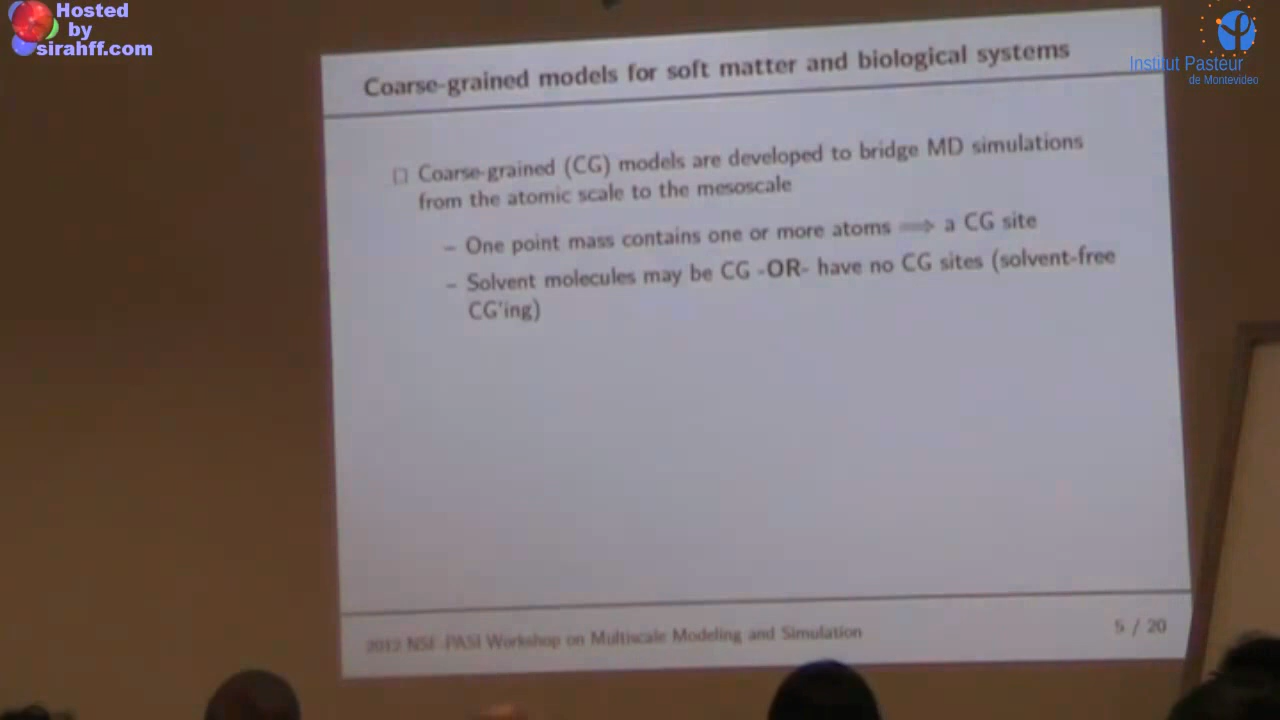 Hosted
by
sirahff.com
Institut Pasteur
de Montevideo
Coarse-grained models for soft matter and biological systems
□ Coarse-grained (CG) models are developed to bridge MD simulations
from the atomic scale to the mesoscale
– One point mass contains one or more atoms ⟹ a CG site
– Solvent molecules may be CG -OR- have no CG sites (solvent-free
CG'ing)
2012 NSF-PASI Workshop on Multiscale Modeling and Simulation
5 / 20